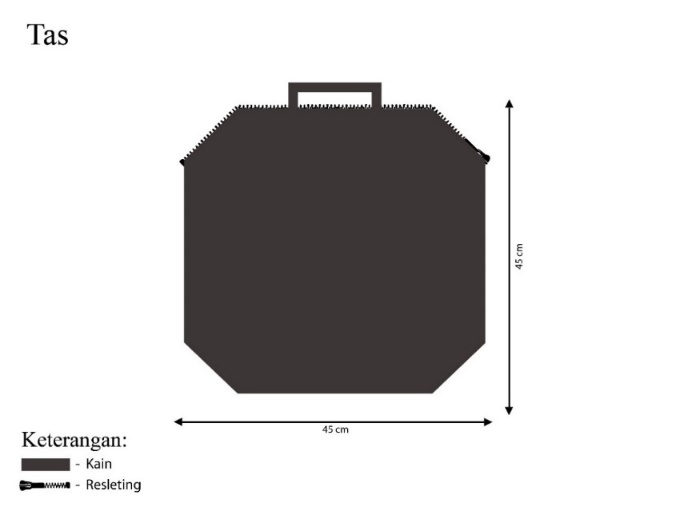 Tas
45 cm
45 cm
Keterangan:
- Kain
- Resleting